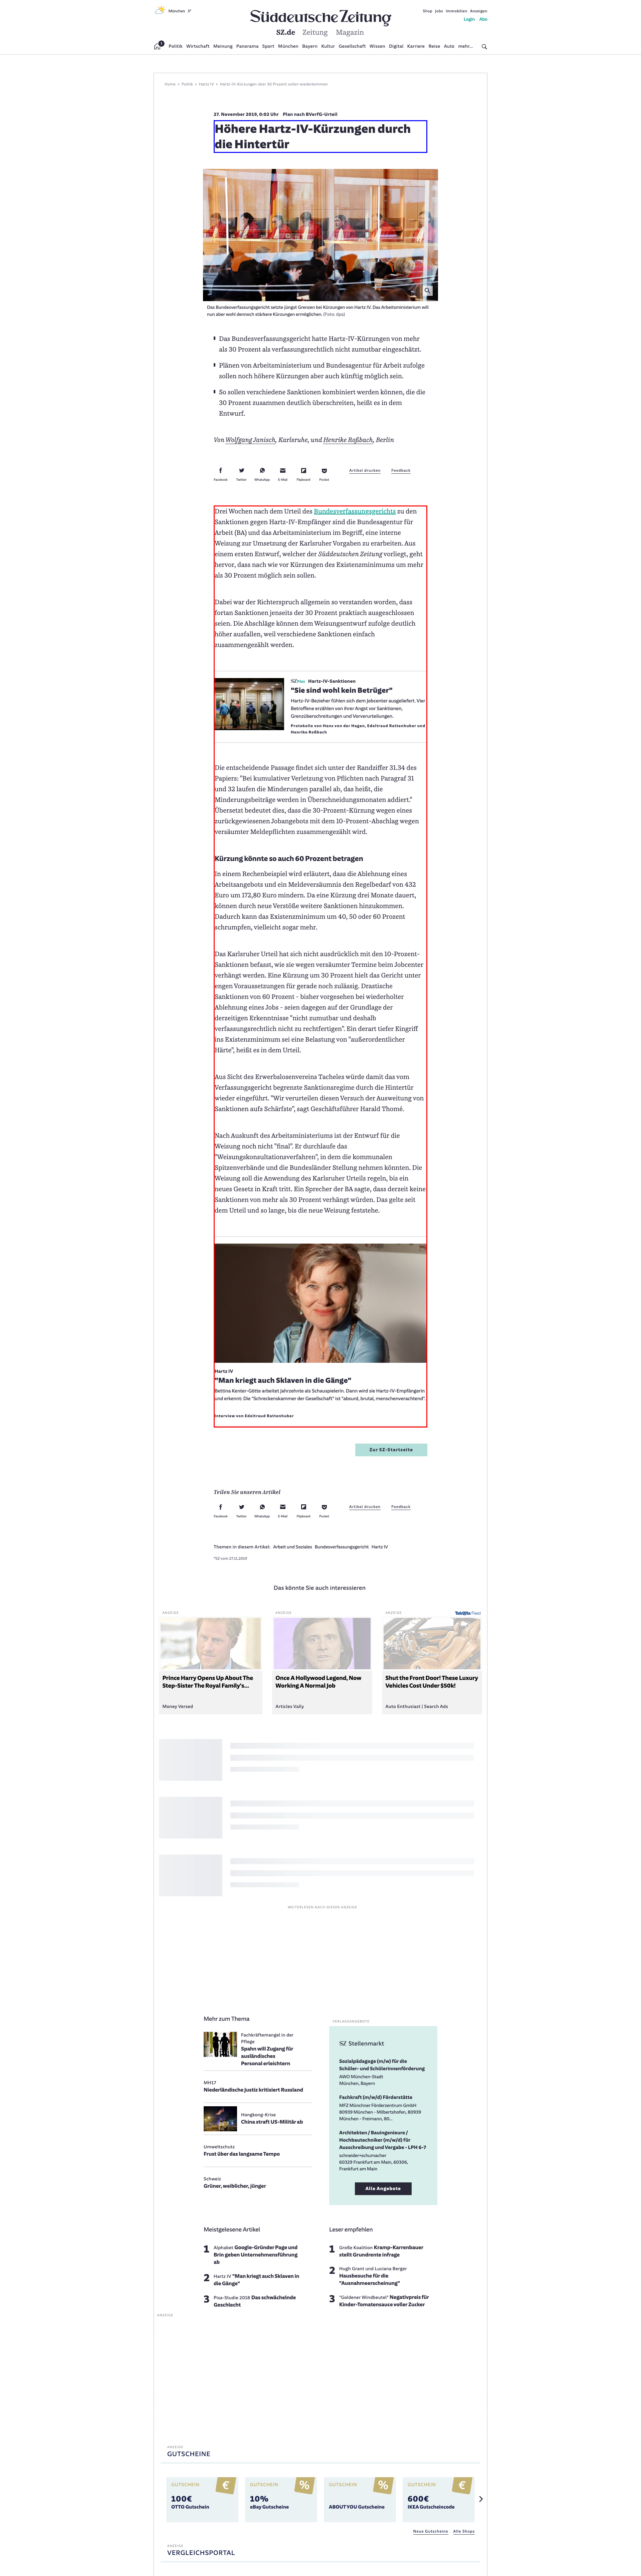 München 3°
Süddeutsche Zeitung
Shop Jobs Immobilien Anzeigen
Login Abo
SZ.de Zeitung Magazin
Politik Wirtschaft Meinung Panorama Sport München Bayern Kultur Gesellschaft Wissen Digital Karriere Reise Auto mehr...
Home > Politik > Hartz IV > Hartz-IV-Kürzungen über 30 Prozent sollen wiederkommen
27. November 2019, 0:02 Uhr Plan nach BVerfG-Urteil
Höhere Hartz-IV-Kürzungen durch
die Hintertür
Das Bundesverfassungsgericht setzte jüngst Grenzen bei Kürzungen von Hartz IV. Das Arbeitsministerium will
nun aber wohl dennoch stärkere Kürzungen ermöglichen. (Foto: dpa)
Das Bundesverfassungsgericht hatte Hartz-IV-Kürzungen von mehr
als 30 Prozent als verfassungsrechtlich nicht zumutbar eingeschätzt.
Plänen von Arbeitsministerium und Bundesagentur für Arbeit zufolge
sollen noch höhere Kürzungen aber auch künftig möglich sein.
So sollen verschiedene Sanktionen kombiniert werden können, die die
30 Prozent zusammen deutlich überschreiten, heißt es in dem
Entwurf.
Von Wolfgang Janisch, Karlsruhe, und Henrike Roßbach, Berlin
Facebook Twitter WhatsApp E-Mail Flipboard Pocket Artikel drucken Feedback
Drei Wochen nach dem Urteil des Bundesverfassungsgerichts zu den
Sanktionen gegen Hartz-IV-Empfänger sind die Bundesagentur für
Arbeit (BA) und das Arbeitsministerium im Begriff, eine interne
Weisung zur Umsetzung der Karlsruher Vorgaben zu erarbeiten. Aus
einem ersten Entwurf, welcher der Süddeutschen Zeitung vorliegt, geht
hervor, dass nach wie vor Kürzungen des Existenzminimums um mehr
als 30 Prozent möglich sein sollen.
Dabei war der Richterspruch allgemein so verstanden worden, dass
fortan Sanktionen jenseits der 30 Prozent praktisch ausgeschlossen
seien. Die Abschläge können dem Weisungsentwurf zufolge deutlich
höher ausfallen, weil verschiedene Sanktionen einfach
zusammengezählt werden.
SZPlus Hartz-IV-Sanktionen
"Sie sind wohl kein Betrüger"
Hartz-IV-Bezieher fühlen sich dem Jobcenter ausgeliefert. Vier
Betroffene erzählen von ihrer Angst vor Sanktionen,
Grenzüberschreitungen und Vorverurteilungen.
Protokolle von Hans von der Hagen, Edeltraud Rattenhuber und
Henrike Roßbach
Die entscheidende Passage findet sich unter der Randziffer 31.34 des
Papiers: "Bei kumulativer Verletzung von Pflichten nach Paragraf 31
und 32 laufen die Minderungen parallel ab, das heißt, die
Minderungsbeiträge werden in Überschneidungsmonaten addiert."
Übersetzt bedeutet dies, dass die 30-Prozent-Kürzung wegen eines
zurückgewiesenen Jobangebots mit dem 10-Prozent-Abschlag wegen
versäumter Meldepflichten zusammengezählt wird.
Kürzung könnte so auch 60 Prozent betragen
In einem Rechenbeispiel wird erläutert, dass die Ablehnung eines
Arbeitsangebots und ein Meldeversäumnis den Regelbedarf von 432
Euro um 172,80 Euro mindern. Da eine Kürzung drei Monate dauert,
können durch neue Verstöße weitere Sanktionen hinzukommen.
Dadurch kann das Existenzminimum um 40, 50 oder 60 Prozent
schrumpfen, vielleicht sogar mehr.
Das Karlsruher Urteil hat sich nicht ausdrücklich mit den 10-Prozent-
Sanktionen befasst, wie sie wegen versäumter Termine beim Jobcenter
verhängt werden. Eine Kürzung um 30 Prozent hielt das Gericht unter
engen Voraussetzungen für gerade noch zulässig. Drastische
Sanktionen von 60 Prozent - bisher vorgesehen bei wiederholter
Ablehnung eines Jobs - seien dagegen auf der Grundlage der
derzeitigen Erkenntnisse "nicht zumutbar und deshalb
verfassungsrechtlich nicht zu rechtfertigen". Ein derart tiefer Eingriff
ins Existenzminimum sei eine Belastung von "außerordentlicher
Härte", heißt es in dem Urteil.
Aus Sicht des Erwerbslosenvereins Tacheles würde damit das vom
Verfassungsgericht begrenzte Sanktionsregime durch die Hintertür
wieder eingeführt. "Wir verurteilen diesen Versuch der Ausweitung von
Sanktionen aufs Schärfste", sagt Geschäftsführer Harald Thomé.
Nach Auskunft des Arbeitsministeriums ist der Entwurf für die
Weisung noch nicht "final". Er durchlaufe das
"Weisungskonsultationsverfahren", in dem die kommunalen
Spitzenverbände und die Bundesländer Stellung nehmen könnten. Die
Weisung soll die Anwendung des Karlsruher Urteils regeln, bis ein
neues Gesetz in Kraft tritt. Ein Sprecher der BA sagte, dass derzeit keine
Sanktionen von mehr als 30 Prozent verhängt würden. Das gelte seit
dem Urteil und so lange, bis die neue Weisung feststehe.
Hartz IV
"Man kriegt auch Sklaven in die Gänge"
Bettina Kenter-Götte arbeitet jahrzehnte als Schauspielerin. Dann wird sie Hartz-IV-Empfängerin
und erkennt: Die "Schreckenskammer der Gesellschaft" ist "absurd, brutal, menschenverachtend".
Interview von Edeltraud Rattenhuber
Zur SZ-Startseite
Teilen Sie unseren Artikel
Facebook Twitter WhatsApp E-Mail Flipboard Pocket Artikel drucken Feedback
Themen in diesem Artikel: Arbeit und Soziales Bundesverfassungsgericht Hartz IV
©SZ vom 27.11.2019
Das könnte Sie auch interessieren
ANZEIGE ANZEIGE ANZEIGE Taboola Feed
Prince Harry Opens Up About The
Step-Sister The Royal Family's...
Money Versed
Once A Hollywood Legend, Now
Working A Normal Job
Articles Vally
Shut the Front Door! These Luxury
Vehicles Cost Under $50k!
Auto Enthusiast | Search Ads
WEITERLESEN NACH DIESER ANZEIGE
Mehr zum Thema
Fachkräftemangel in der
Pflege
Spahn will Zugang für
ausländisches
Personal erleichtern
MH17
Niederländische Justiz kritisiert Russland
Hongkong-Krise
China straft US-Militär ab
Umweltschutz
Frust über das langsame Tempo
Schweiz
Grüner, weiblicher, jünger
VERLAGSANGEBOTE
SZ Stellenmarkt
Sozialpädagoge (m/w) für die
Schüler- und Schülerinnenförderung
AWO München-Stadt
München, Bayern
Fachkraft (m/w/d) Förderstätte
MFZ Münchner Förderzentrum GmbH
80939 München - Milbertshofen, 80939
München - Freimann, 80...
Architekten / Bauingenieure /
Hochbautechniker (m/w/d) für
Ausschreibung und Vergabe - LPH 6-7
schneider+schumacher
60329 Frankfurt am Main, 60306,
Frankfurt am Main
Alle Angebote
Meistgelesene Artikel
1 Alphabet Google-Gründer Page und
Brin geben Unternehmensführung
ab
2 Hartz IV "Man kriegt auch Sklaven in
die Gänge"
3 Pisa-Studie 2018 Das schwächelnde
Geschlecht
Leser empfehlen
1 Große Koalition Kramp-Karrenbauer
stellt Grundrente infrage
2 Hugh Grant und Luciana Berger
Hausbesuche für die
"Ausnahmeerscheinung"
3 "Goldener Windbeutel" Negativpreis für
Kinder-Tomatensauce voller Zucker
ANZEIGE
ANZEIGE
GUTSCHEINE
GUTSCHEIN €
100€
OTTO Gutschein
GUTSCHEIN %
10%
eBay Gutscheine
GUTSCHEIN %
ABOUT YOU Gutscheine
GUTSCHEIN €
600€
IKEA Gutscheincode
Neue Gutscheine Alle Shops
ANZEIGE
VERGLEICHSPORTAL